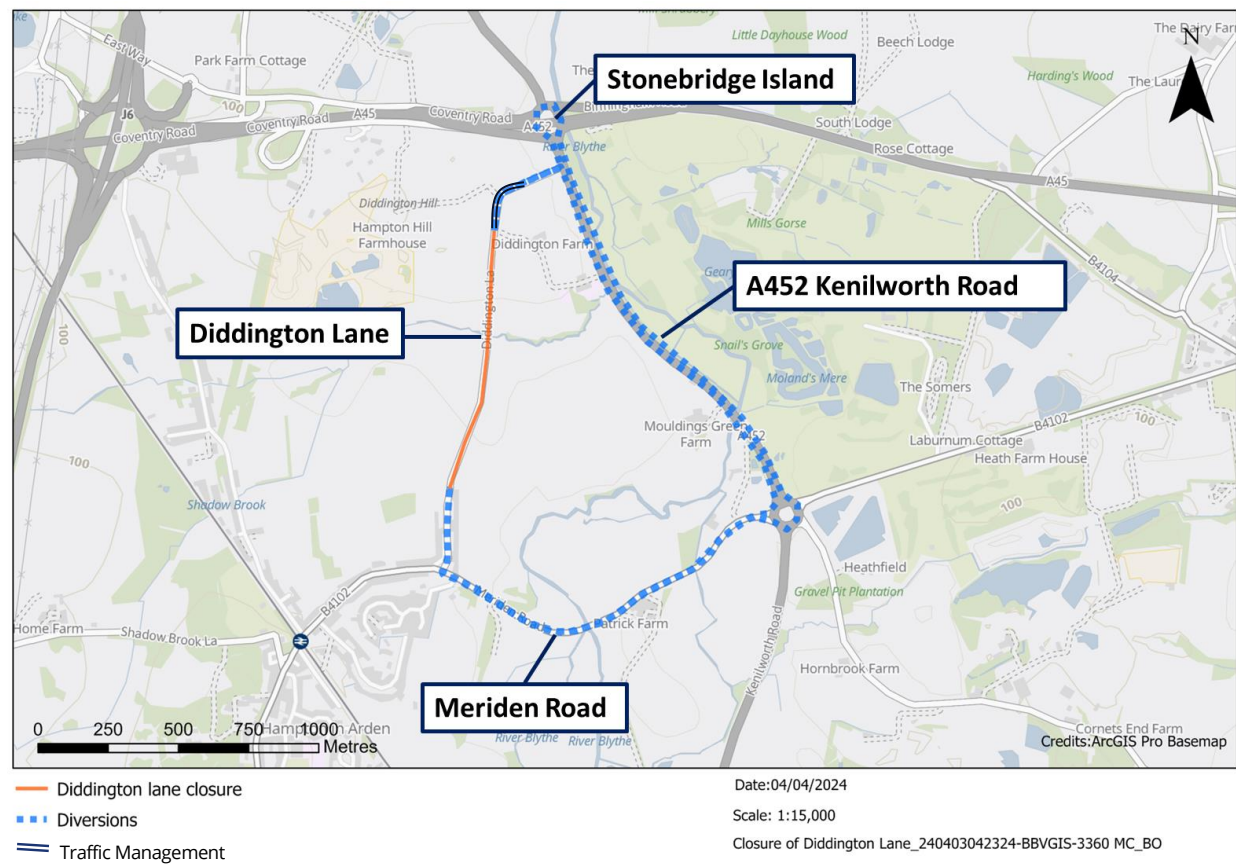 Little Dayhouse Wood
Beech Lodge
The Dairy Farm
N
East Way
Park Farm Cottage
Stonebridge Island
Harding's Wood
The
100
J6
Coventry Road
Coventry Road
A45
Coventry Road
A452
South Lodge
Rose Cottage
River Blythe
A45
Diddington Hill
Hampton Hill
Farmhouse
Diddington Farm
Mills Gorse
B4104
A452 Kenilworth Road
Diddington Lane
Diddington La
100
Snail's Grove
Moland's Mere
The Somers
Mouldings Green
Farm
A452
B4102
Laburnum Cottage
Heath Farm House
100
100
Shadow Brook
Heathfield
Gravel Pit Plantation
B4102
Home Farm
Shadow Brook La
Patrick Farm
Kenilworth Road
Hornbrook Farm
Meriden Road
Cornets End Farm
0 250 500 750 1000
Metres
River Blythe
River Blythe
Credits:ArcGIS Pro Basemap
Diddington lane closure
Diversions
Traffic Management
Date:04/04/2024
Scale: 1:15,000
Closure of Diddington Lane_240403042324-BBVGIS-3360 MC_BO